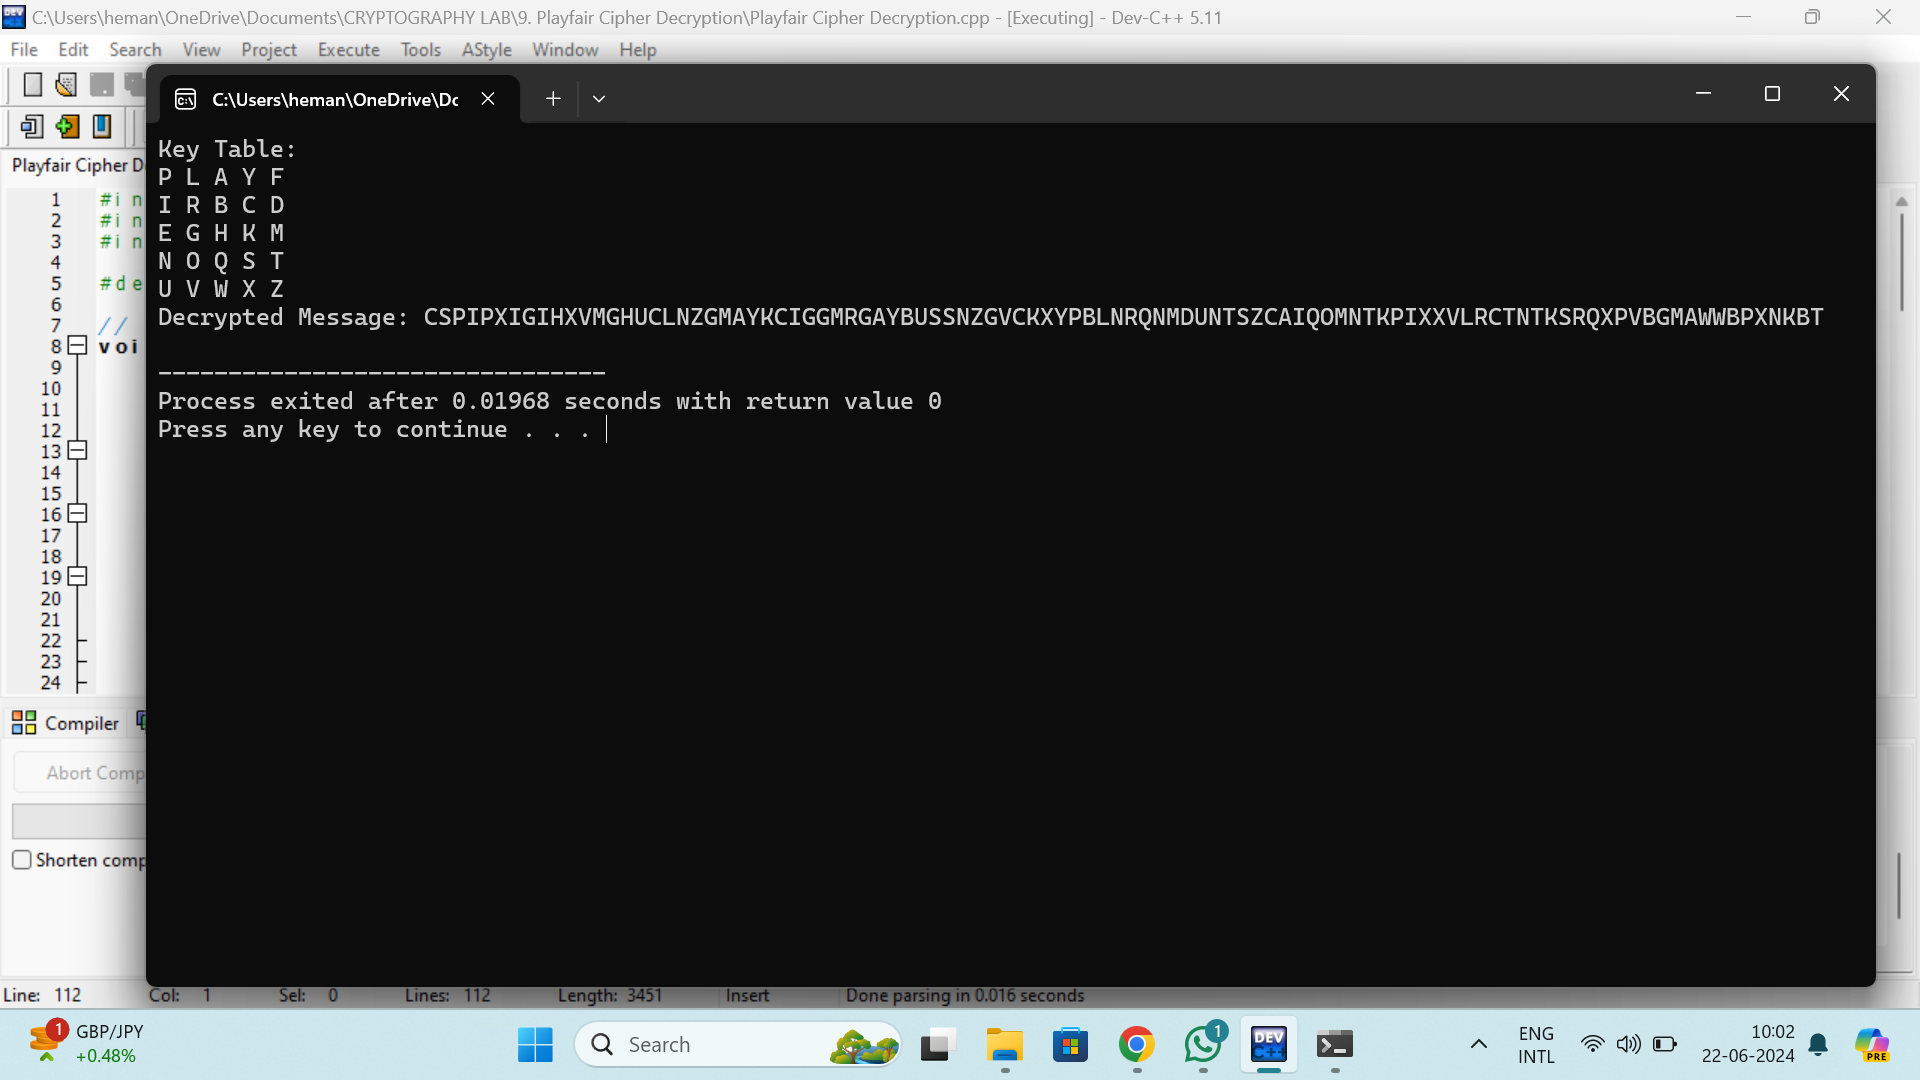 C:\Users\heman\OneDrive\Documents\CRYPTOGRAPHY LAB\9. Playfair Cipher Decryption\Playfair Cipher Decryption.cpp - [Executing] - Dev-C++ 5.11
File Edit Search View Project Execute Tools AStyle Window Help
C:\Users\heman\OneDrive\Dc
Playfair Cipher D
Key Table:
P L A Y F
I R B C D
E G H K M
N O Q S T
U V W X Z
Decrypted Message: CSPIPXIGIHXVMGHUCLNZGMAYKCIGGMRGAYBUSSNZGVCKXYPBLNRQNMDUNTSZCAIQOMNTKPIXXVLRCTNTKSRQXPVBGMAWWBPXNKBT
--------------------------------
Process exited after 0.01968 seconds with return value 0
Press any key to continue . . .
1 #in
2 #in
3 #in
4
5 #de
6
7 //
8 voi
9
10
11
12
13
14
15
16
17
18
19
20
21
22
23
24
Compiler
Abort Comp
Shorten comp
Line: 112 Col: 1 Sel: 0 Lines: 112 Length: 3451 Insert Done parsing in 0.016 seconds
1 GBP/JPY
+0.48%
Search
1
DEV
C++
ENG
INTL
10:02
22-06-2024
PRE